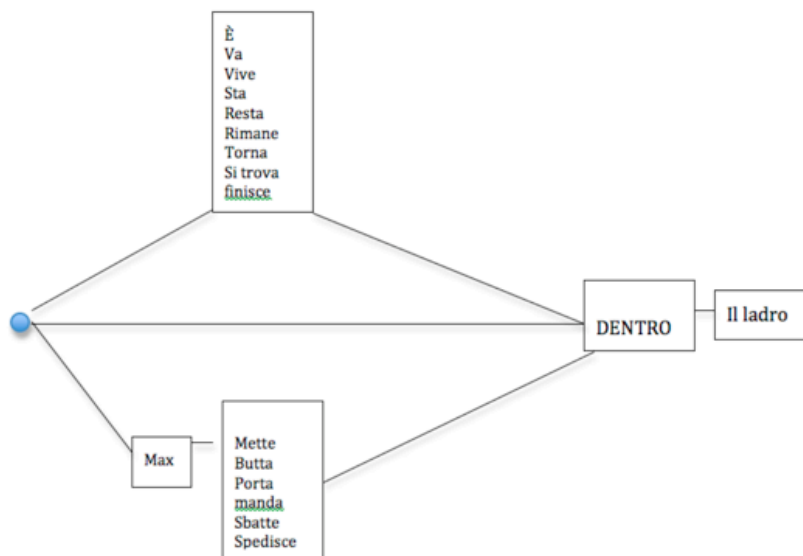 È
Va
Vive
Sta
Resta
Rimane
Torna
Si trova
finisce
DENTRO
Il ladro
Max
Mette
Butta
Porta
manda
Sbatte
Spedisce